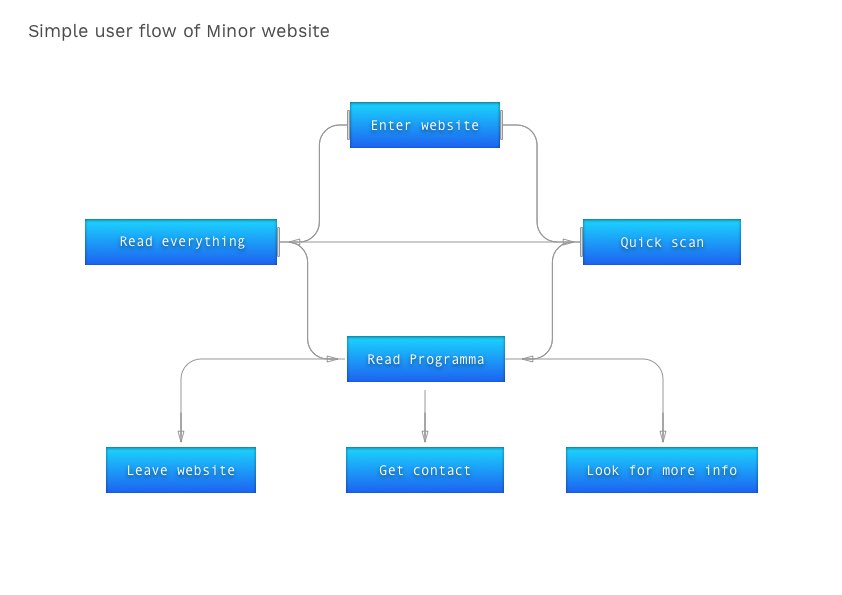 Simple user flow of Minor website
Enter website
Read everything
Quick scan
Read Programma
Leave website
Get contact
Look for more info